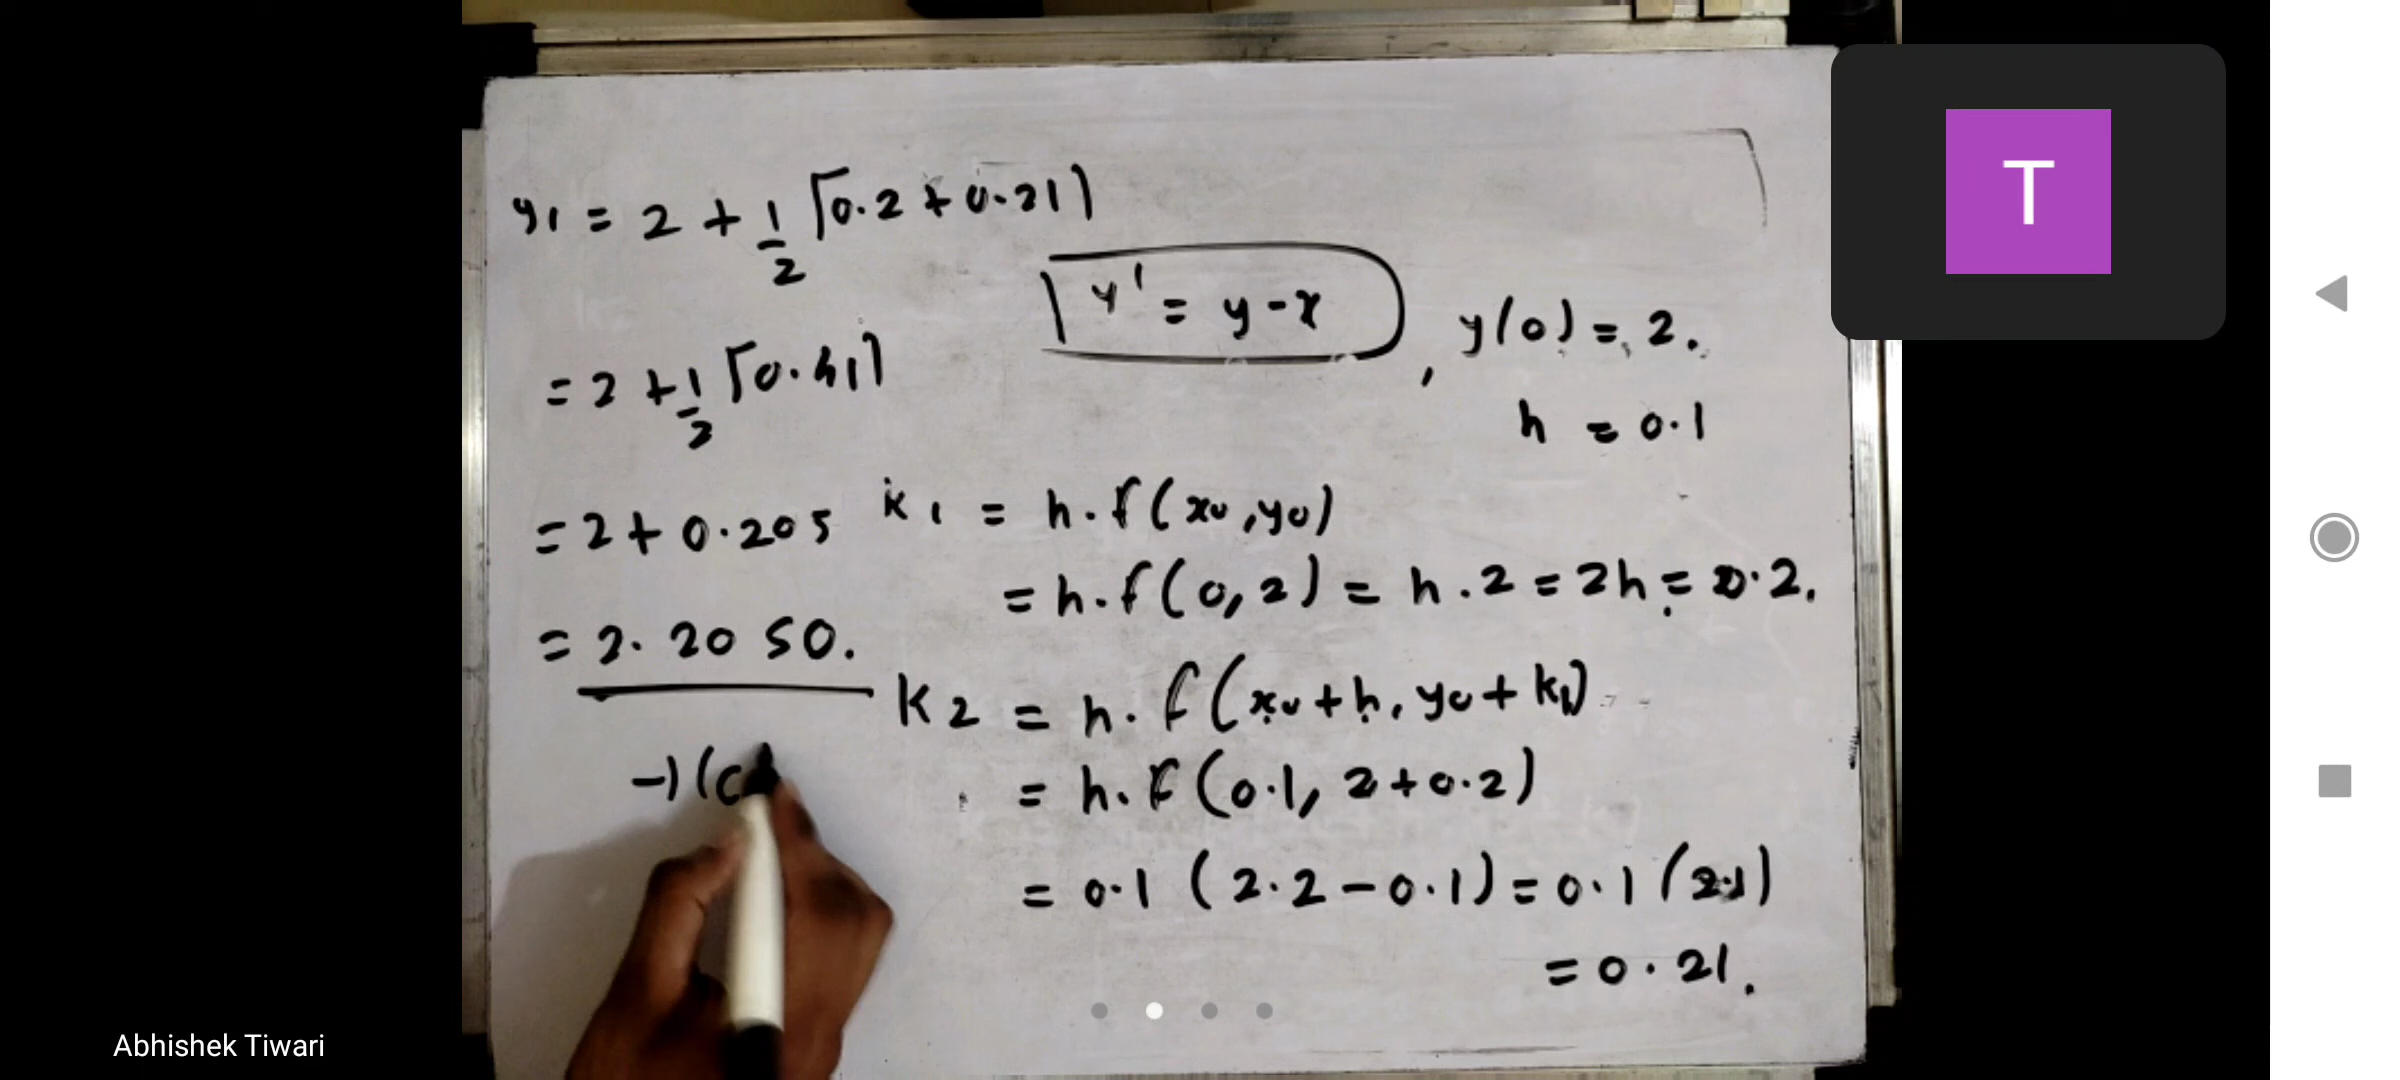 y1 = 2 + 1/2 [0.2 + 0.21]
y' = y - x , y(0) = 2.
= 2 + 1/2 [0.41]
h = 0.1
= 2 + 0.205
k1 = h.f(x0, y0)
= h.f(0, 2) = h.2 = 2h = 0.2.
= 2.2050.
k2 = h.f(x0+h, y0+k1)
→ (c
= h.f(0.1, 2+0.2)
= 0.1 (2.2 - 0.1) = 0.1 (2.1)
= 0.21.
T
Abhishek Tiwari